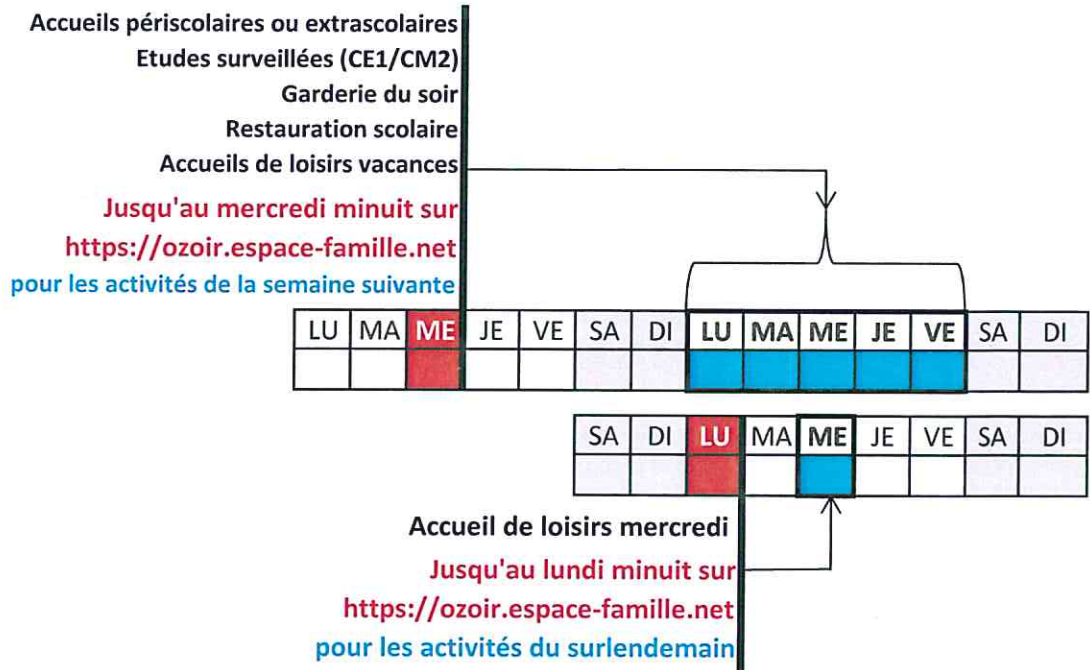 Accueils périscolaires ou extrascolaires
Etudes surveillées (CE1/CM2)
Garderie du soir
Restauration scolaire
Accueils de loisirs vacances
Jusqu'au mercredi minuit sur
https://ozoir.espace-famille.net
pour les activités de la semaine suivante
LU MA ME JE VE SA DI LU MA ME JE VE SA DI
SA DI LU MA ME JE VE SA DI
Accueil de loisirs mercredi
Jusqu'au lundi minuit sur
https://ozoir.espace-famille.net
pour les activités du surlendemain